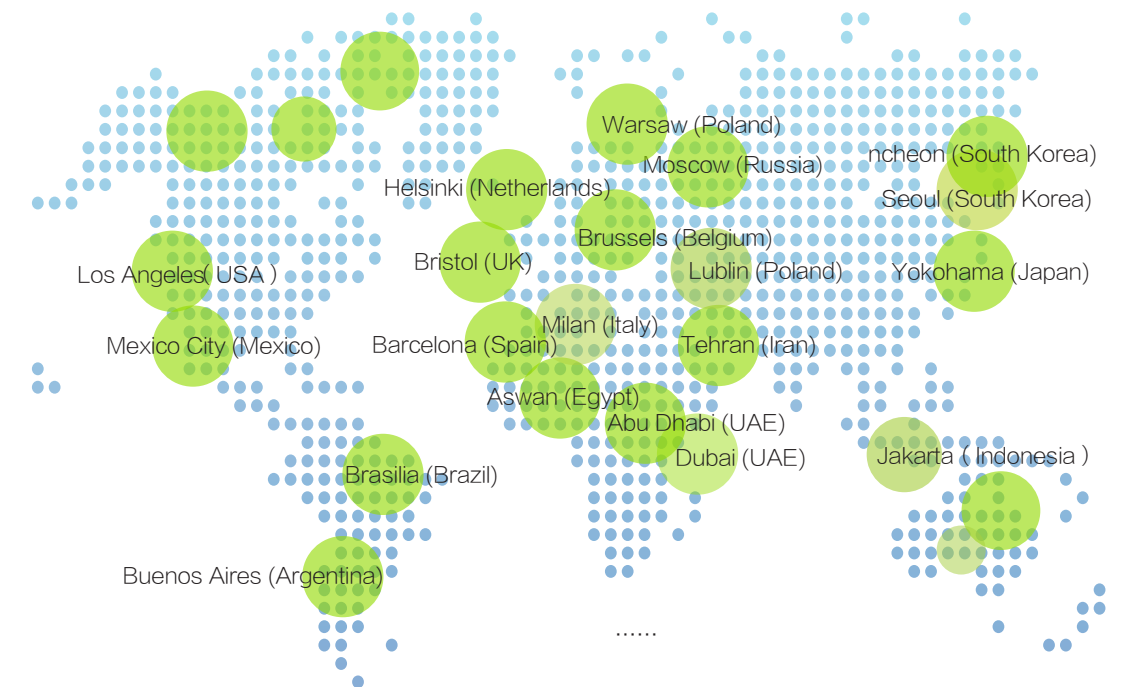 Warsaw (Poland)
Moscow (Russia)
ncheon (South Korea)
Helsinki (Netherlands)
Seoul (South Korea)
Brussels (Belgium)
Bristol (UK)
Lublin (Poland)
Yokohama (Japan)
Los Angeles( USA )
Milan (Italy)
Mexico City (Mexico)
Barcelona (Spain)
Tehran (Iran)
Aswan (Egypt)
Abu Dhabi (UAE)
Dubai (UAE)
Jakarta ( Indonesia )
Brasilia (Brazil)
Buenos Aires (Argentina)
......